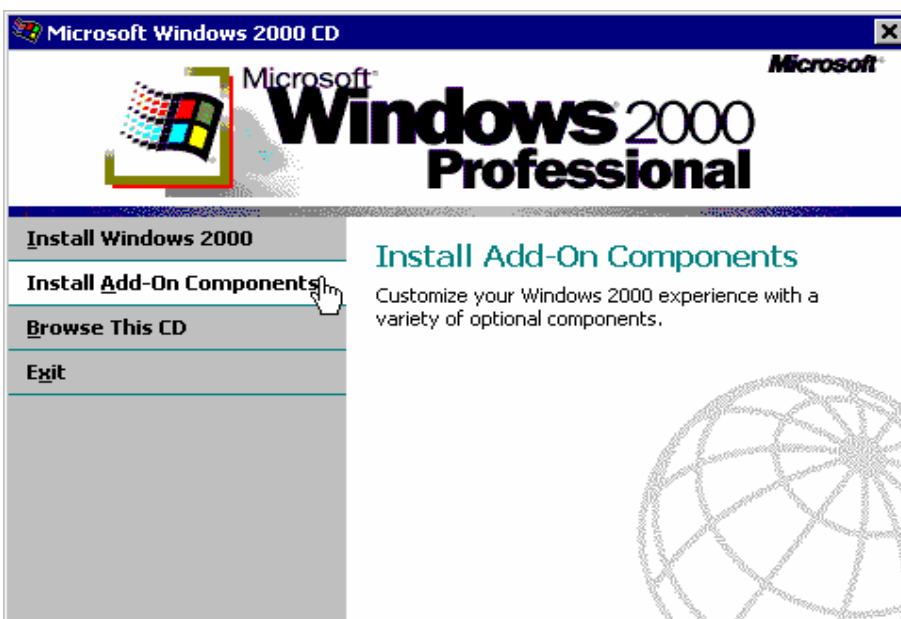 Microsoft Windows 2000 CD
Microsoft
Microsoft
Windows 2000
Professional
Install Windows 2000
Install Add-On Components
Browse This CD
Exit
Install Add-On Components
Customize your Windows 2000 experience with a
variety of optional components.